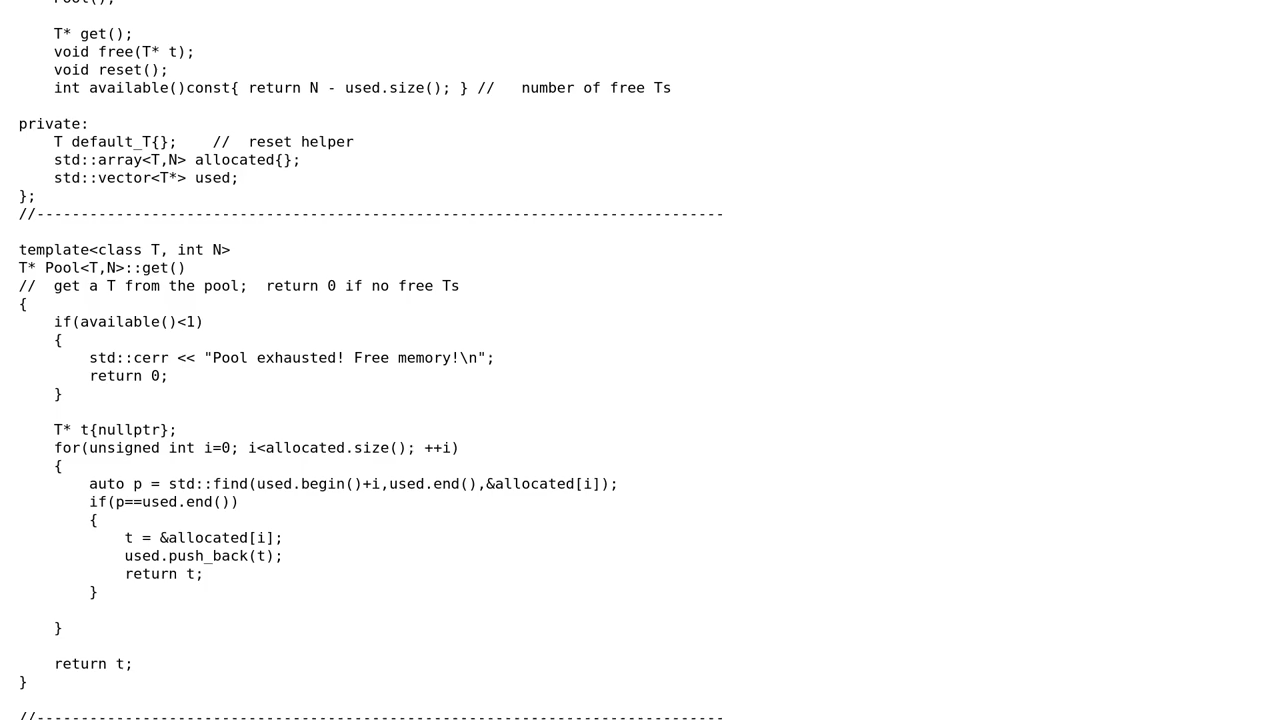 Pool();
T* get();
void free(T* t);
void reset();
int available()const{ return N - used.size(); } //   number of free Ts
private:
T default_T{};    //  reset helper
std::array<T,N> allocated{};
std::vector<T*> used;
};
//------------------------------------------------------------------------------
template<class T, int N>
T* Pool<T,N>::get()
//  get a T from the pool;  return 0 if no free Ts
{
if(available()<1)
{
std::cerr << "Pool exhausted! Free memory!\n";
return 0;
}
T* t{nullptr};
for(unsigned int i=0; i<allocated.size(); ++i)
{
auto p = std::find(used.begin()+i,used.end(),&allocated[i]);
if(p==used.end())
{
t = &allocated[i];
used.push_back(t);
return t;
}
}
return t;
}
//------------------------------------------------------------------------------